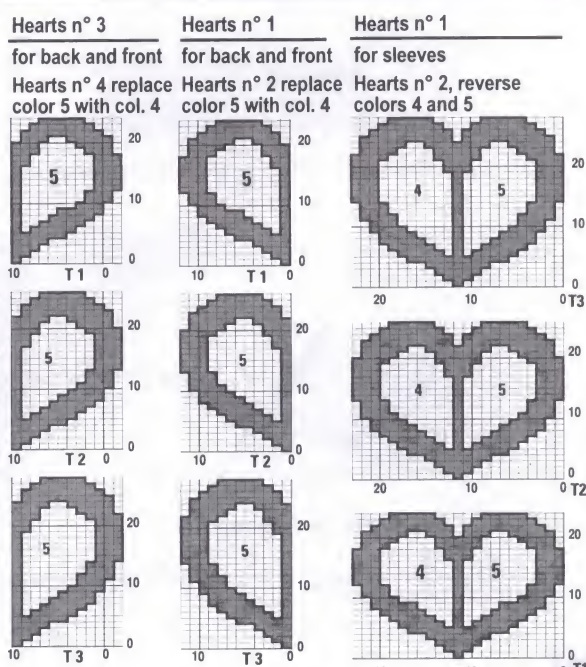 Hearts n° 3
for back and front
Hearts n° 4 replace
color 5 with col. 4
5
20
10
0
10 T 1 0
5
20
10
0
10 T 2 0
5
20
10
0
10 T 3 0
Hearts n° 1
for back and front
Hearts n° 2 replace
color 5 with col. 4
5
20
10
0
10 T 1 0
5
20
10
0
10 T 2 0
5
20
10
0
10 T 3 0
Hearts n° 1
for sleeves
Hearts n° 2, reverse
colors 4 and 5
4 5
20
10
0
20 10 0 T3
4 5
20
10
0
20 10 0 T2
4 5
20
10
0